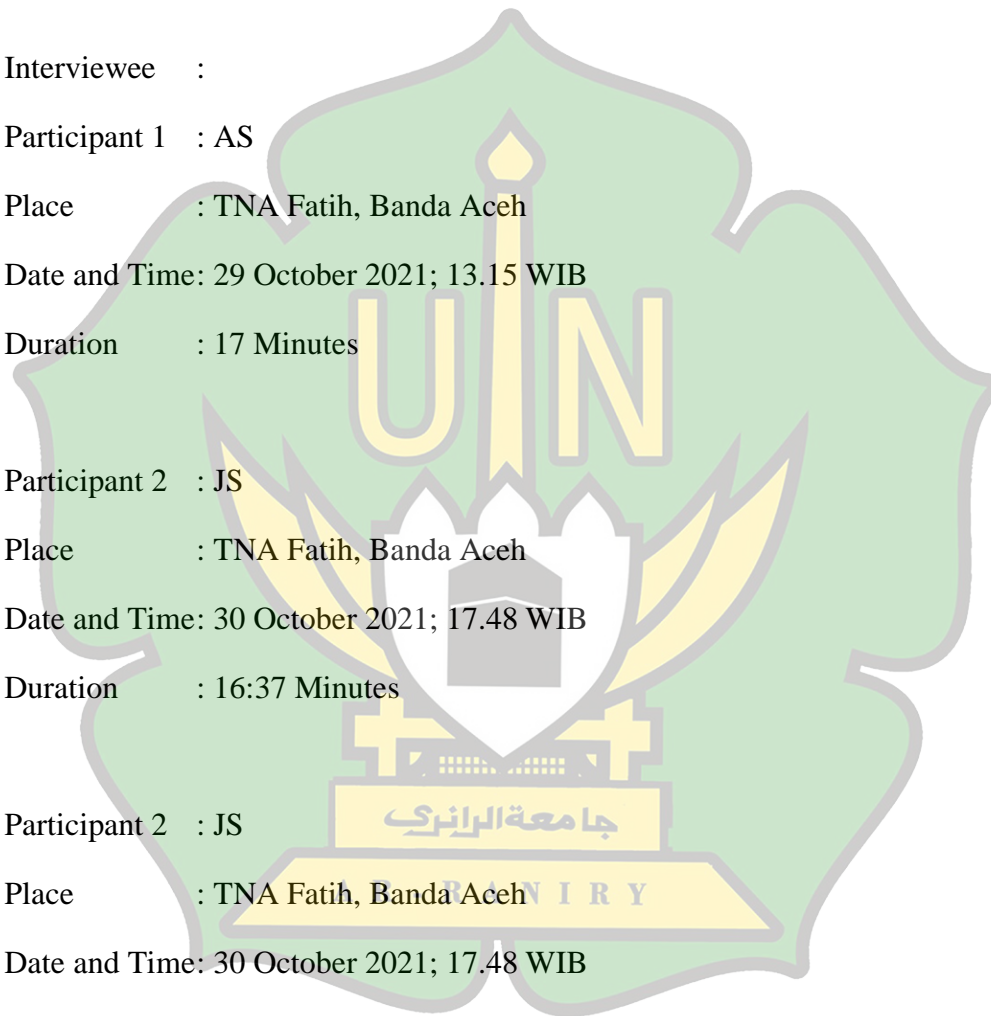 Interviewee :
Participant 1 : AS
Place : TNA Fatih, Banda Aceh
Date and Time: 29 October 2021; 13.15 WIB
UIN
Duration : 17 Minutes
Participant 2 : JS
Place : TNA Fatih, Banda Aceh
Date and Time: 30 October 2021; 17.48 WIB
Duration : 16:37 Minutes
Participant 2 : JS
جامعةالرانري
Place : TNA Fatih, Banda Aceh
AR-RANIRY
Date and Time: 30 October 2021; 17.48 WIB